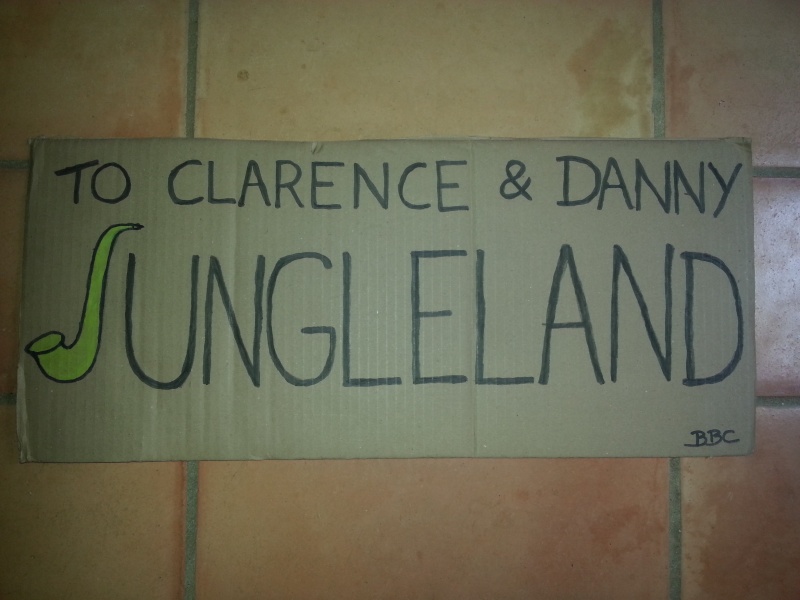 TO CLARENCE & DANNY
JUNGLELAND
BBC